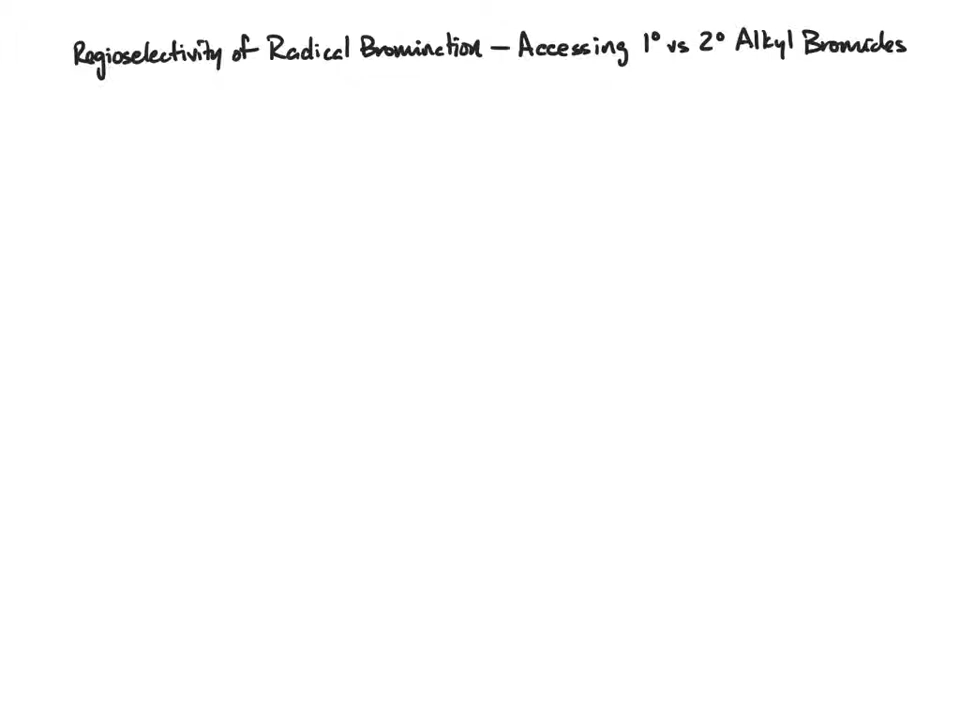 Regioselectivity of Radical Bromination – Accessing 1° vs 2° Alkyl Bromides